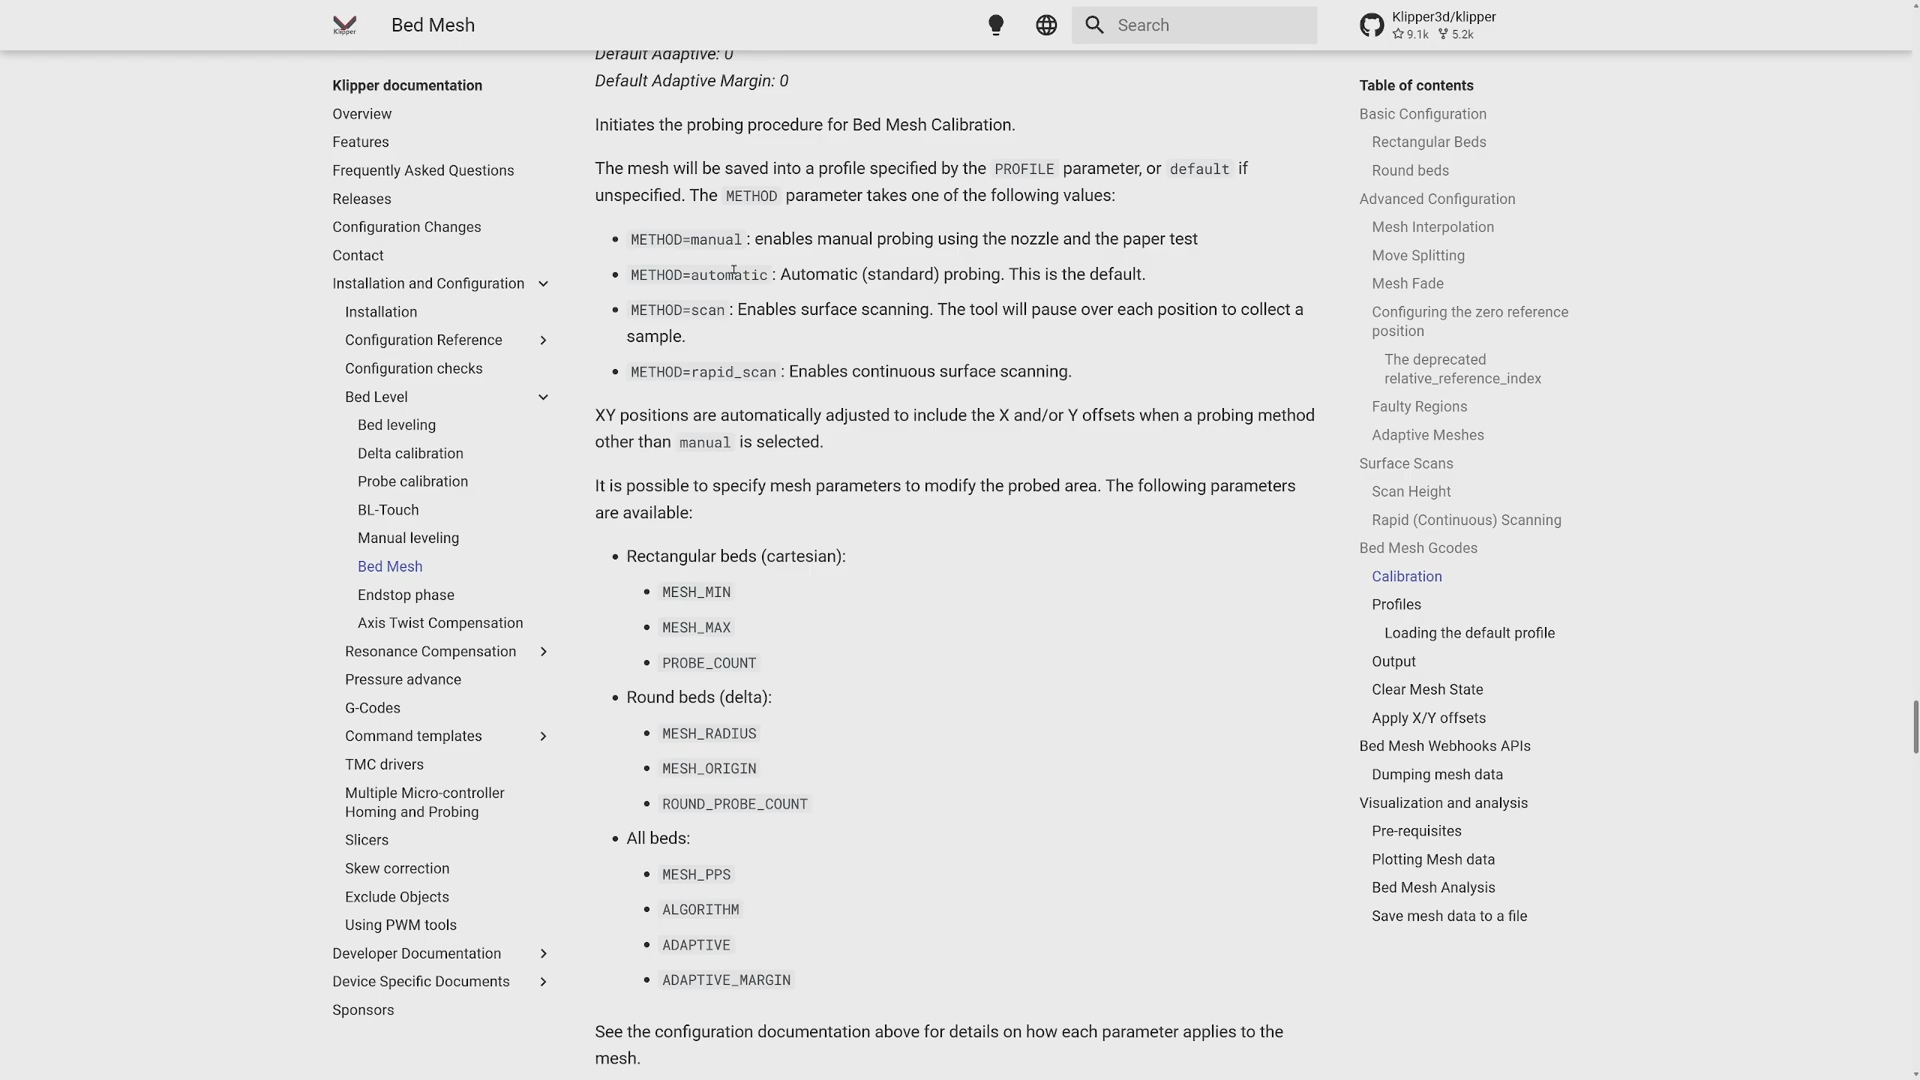 Klipper
Bed Mesh
Search
Klipper3d/klipper
9.1k 5.2k
Klipper documentation
Overview
Features
Frequently Asked Questions
Releases
Configuration Changes
Contact
Installation and Configuration
Installation
Configuration Reference
Configuration checks
Bed Level
Bed leveling
Delta calibration
Probe calibration
BL-Touch
Manual leveling
Bed Mesh
Endstop phase
Axis Twist Compensation
Resonance Compensation
Pressure advance
G-Codes
Command templates
TMC drivers
Multiple Micro-controller
Homing and Probing
Slicers
Skew correction
Exclude Objects
Using PWM tools
Developer Documentation
Device Specific Documents
Sponsors
Default Adaptive: 0
Default Adaptive Margin: 0
Initiates the probing procedure for Bed Mesh Calibration.
The mesh will be saved into a profile specified by the PROFILE parameter, or default if
unspecified. The METHOD parameter takes one of the following values:
METHOD=manual: enables manual probing using the nozzle and the paper test
METHOD=automatic: Automatic (standard) probing. This is the default.
METHOD=scan: Enables surface scanning. The tool will pause over each position to collect a
sample.
METHOD=rapid_scan: Enables continuous surface scanning.
XY positions are automatically adjusted to include the X and/or Y offsets when a probing method
other than manual is selected.
It is possible to specify mesh parameters to modify the probed area. The following parameters
are available:
Rectangular beds (cartesian):
MESH_MIN
MESH_MAX
PROBE_COUNT
Round beds (delta):
MESH_RADIUS
MESH_ORIGIN
ROUND_PROBE_COUNT
All beds:
MESH_PPS
ALGORITHM
ADAPTIVE
ADAPTIVE_MARGIN
See the configuration documentation above for details on how each parameter applies to the
mesh.
Table of contents
Basic Configuration
Rectangular Beds
Round beds
Advanced Configuration
Mesh Interpolation
Move Splitting
Mesh Fade
Configuring the zero reference
position
The deprecated
relative_reference_index
Faulty Regions
Adaptive Meshes
Surface Scans
Scan Height
Rapid (Continuous) Scanning
Bed Mesh Gcodes
Calibration
Profiles
Loading the default profile
Output
Clear Mesh State
Apply X/Y offsets
Bed Mesh Webhooks APIs
Dumping mesh data
Visualization and analysis
Pre-requisites
Plotting Mesh data
Bed Mesh Analysis
Save mesh data to a file